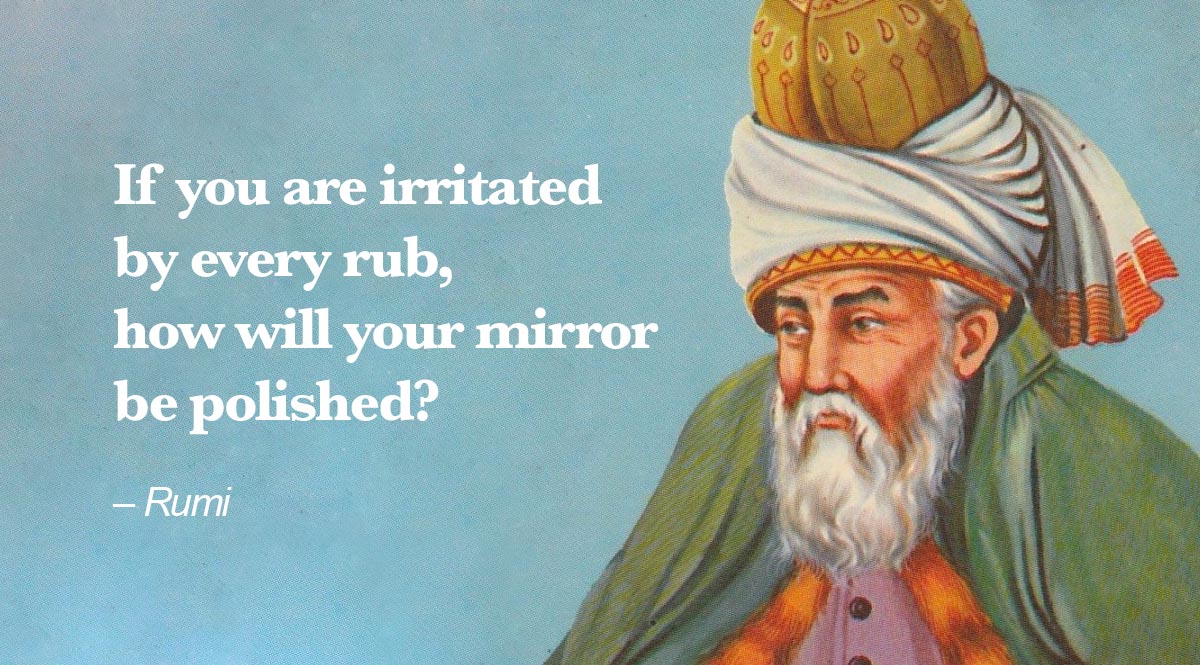 If you are irritated
by every rub,
how will your mirror
be polished?
– Rumi